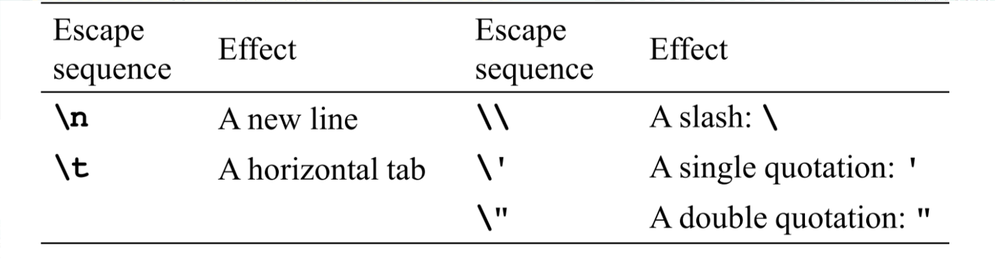 Escape sequence Effect Escape sequence Effect
\n A new line \\ A slash: \
\t A horizontal tab \' A single quotation: '
\" A double quotation: "